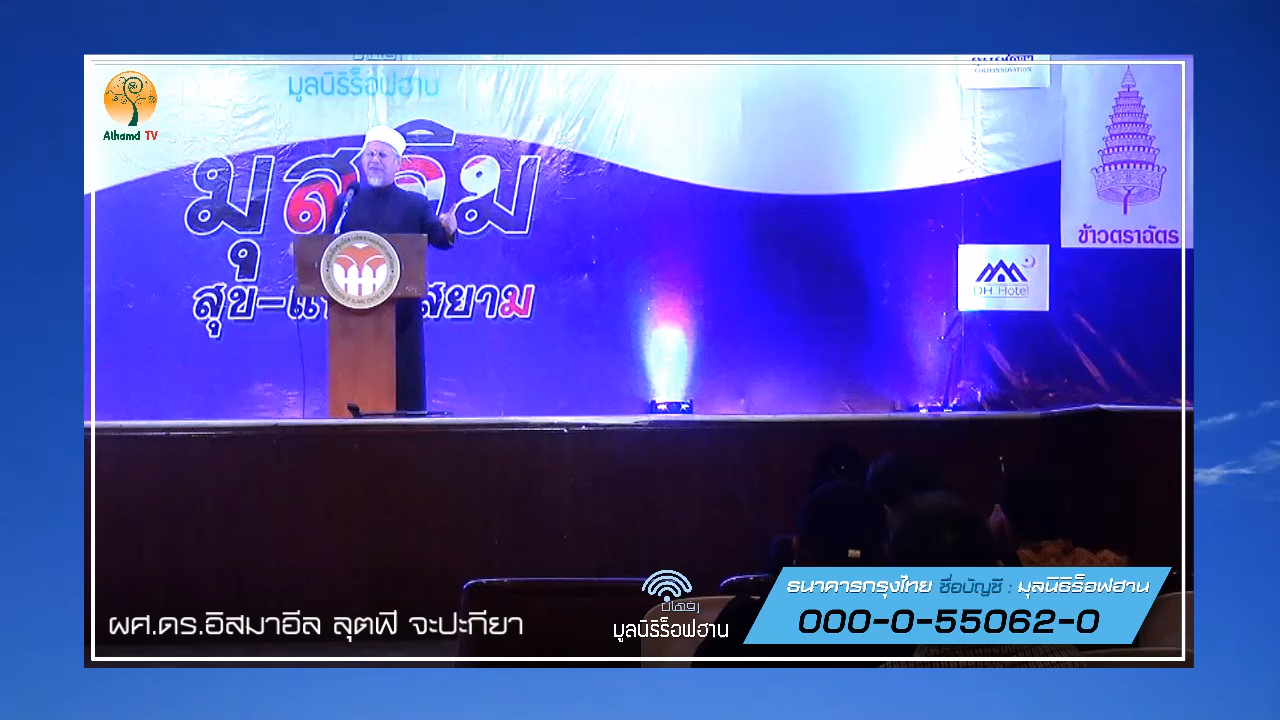 Alhamd TV
มูลนิธิร็อฟฮาน
COLD INNOVATION
มุสลิม
สยาม
ข้าวตราฉัตร
DH Hotel
ผศ.ดร.อิสมาอีล ลุตฟี จะปะกียา
มูลนิธิร็อฟฮาน
ธนาคารกรุงไทย ชื่อบัญชี : มูลนิธิร็อฟฮาน
000-0-55062-0